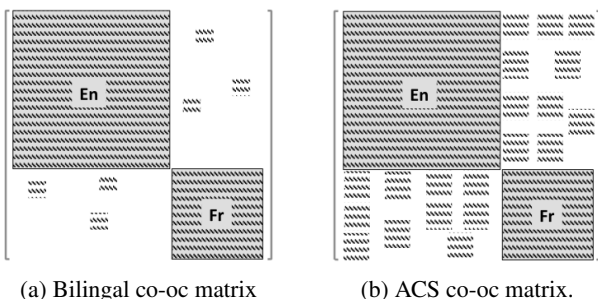 En
Fr
(a) Bilingal co-oc matrix
En
Fr
(b) ACS co-oc matrix.